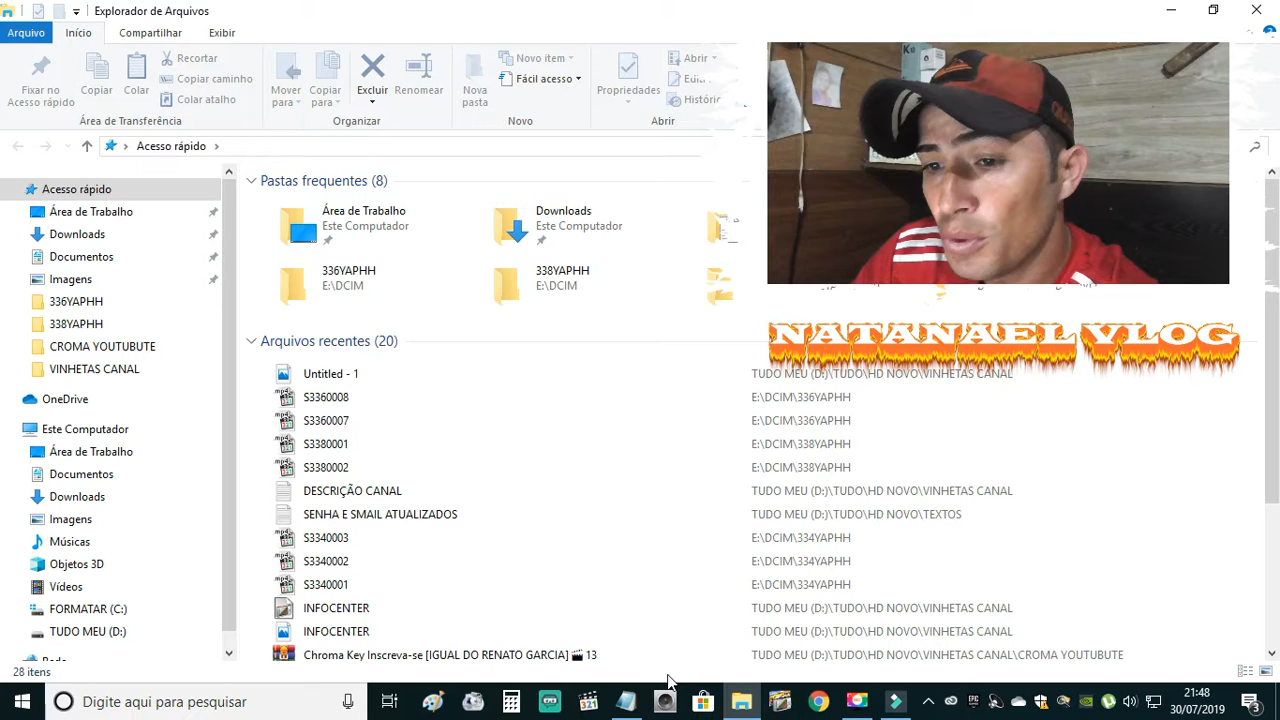 Explorador de Arquivos
Arquivo Início Compartilhar Exibir
Fixar no Acesso rápido
Copiar
Colar
Recortar
Copiar caminho
Colar atalho
Mover para
Copiar para
Excluir
Renomear
Nova pasta
Novo item
Fácil acesso
Propriedades
Abrir
Histórico
Área de Transferência Organizar Novo Abrir
Acesso rápido
Acesso rápido
Área de Trabalho
Downloads
Documentos
Imagens
336YAPHH
338YAPHH
CROMA YOUTUBUTE
VINHETAS CANAL
OneDrive
Este Computador
Área de Trabalho
Documentos
Downloads
Imagens
Músicas
Objetos 3D
Vídeos
FORMATAR (C:)
TUDO MEU (D:)
Pastas frequentes (8)
Área de Trabalho
Este Computador
Downloads
Este Computador
336YAPHH
E:\DCIM
338YAPHH
E:\DCIM
NATANAEL VLOG
Arquivos recentes (20)
Untitled - 1 TUDO MEU (D:)\TUDO\HD NOVO\VINHETAS CANAL
S3360008 E:\DCIM\336YAPHH
S3360007 E:\DCIM\336YAPHH
S3380001 E:\DCIM\338YAPHH
S3380002 E:\DCIM\338YAPHH
DESCRIÇÃO CANAL TUDO MEU (D:)\TUDO\HD NOVO\VINHETAS CANAL
SENHA E SMAIL ATUALIZADOS TUDO MEU (D:)\TUDO\HD NOVO\TEXTOS
S3340003 E:\DCIM\334YAPHH
S3340002 E:\DCIM\334YAPHH
S3340001 E:\DCIM\334YAPHH
INFOCENTER TUDO MEU (D:)\TUDO\HD NOVO\VINHETAS CANAL
INFOCENTER TUDO MEU (D:)\TUDO\HD NOVO\VINHETAS CANAL
Chroma Key Inscreva-se [IGUAL DO RENATO GARCIA] 🎬 13 TUDO MEU (D:)\TUDO\HD NOVO\VINHETAS CANAL\CROMA YOUTUBUTE
28 itens
Digite aqui para pesquisar
21:48
30/07/2019